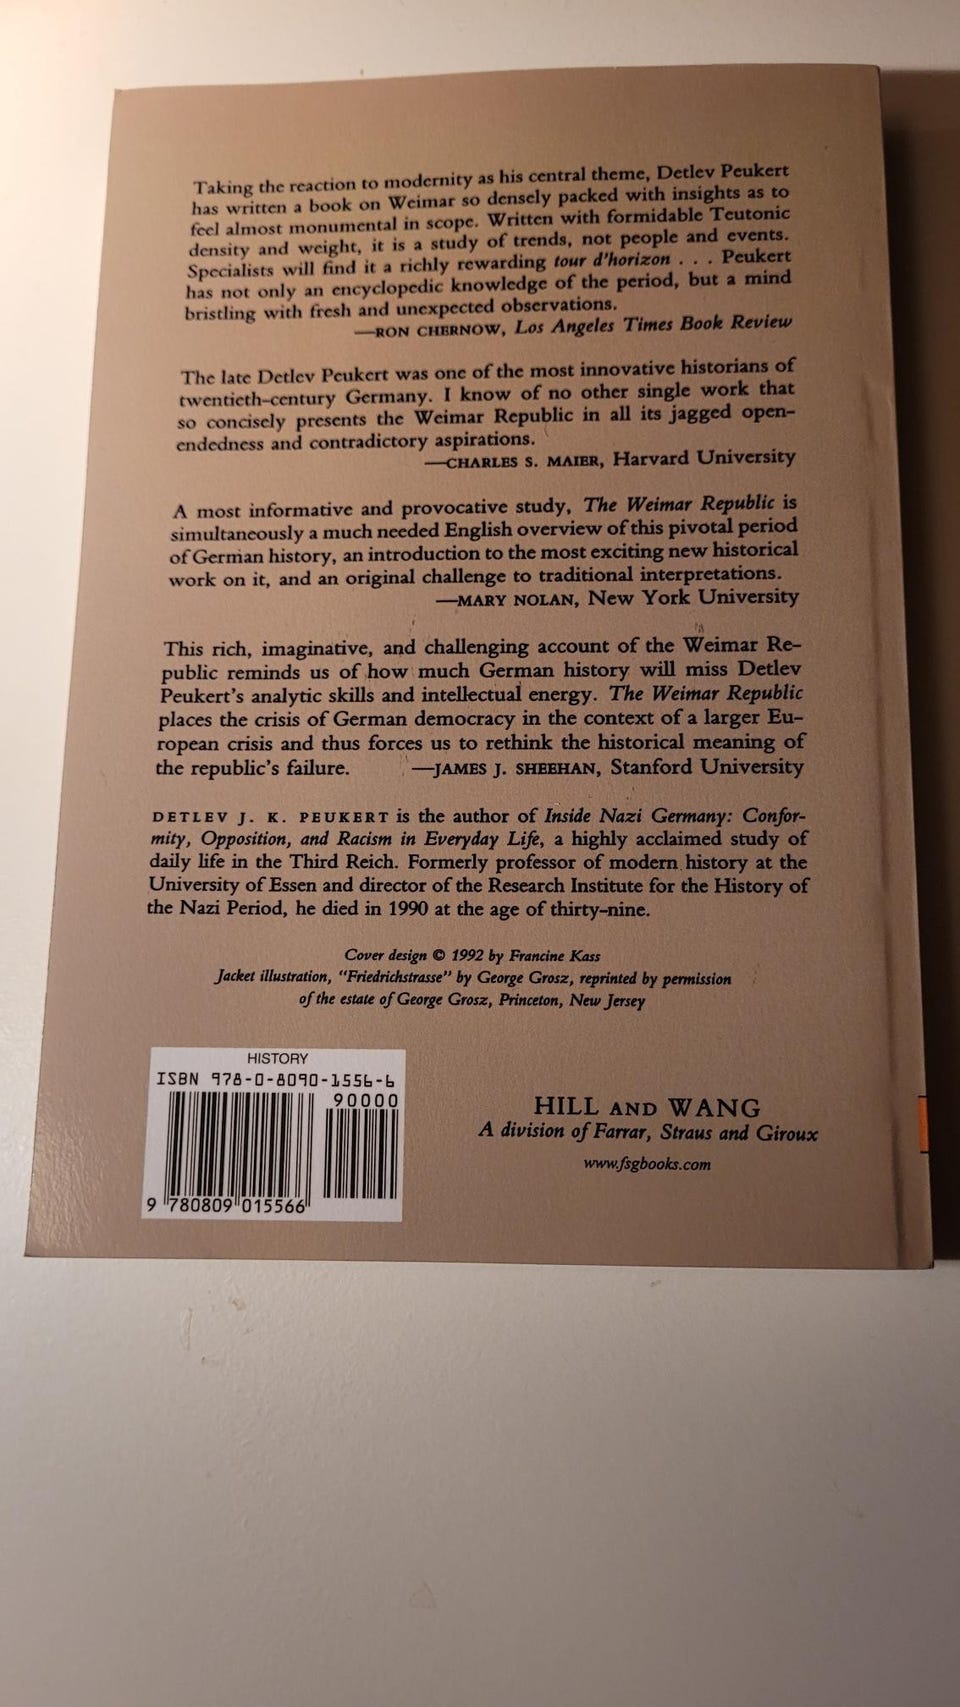 Taking the reaction to modernity as his central theme, Detlev Peukert
has written a book on Weimar so densely packed with insights as to
feel almost monumental in scope. Written with formidable Teutonic
density and weight, it is a study of trends, not people and events.
Specialists will find it a richly rewarding tour d'horizon . . . Peukert
has not only an encyclopedic knowledge of the period, but a mind
bristling with fresh and unexpected observations.
—RON CHERNOW, Los Angeles Times Book Review
The late Detlev Peukert was one of the most innovative historians of
twentieth-century Germany. I know of no other single work that
so concisely presents the Weimar Republic in all its jagged open-
endedness and contradictory aspirations.
—CHARLES S. MAIER, Harvard University
A most informative and provocative study, The Weimar Republic is
simultaneously a much needed English overview of this pivotal period
of German history, an introduction to the most exciting new historical
work on it, and an original challenge to traditional interpretations.
—MARY NOLAN, New York University
This rich, imaginative, and challenging account of the Weimar Re-
public reminds us of how much German history will miss Detlev
Peukert's analytic skills and intellectual energy. The Weimar Republic
places the crisis of German democracy in the context of a larger Eu-
ropean crisis and thus forces us to rethink the historical meaning of
the republic's failure. —JAMES J. SHEEHAN, Stanford University
DETLEV J. K. PEUKERT is the author of Inside Nazi Germany: Confor-
mity, Opposition, and Racism in Everyday Life, a highly acclaimed study of
daily life in the Third Reich. Formerly professor of modern history at the
University of Essen and director of the Research Institute for the History of
the Nazi Period, he died in 1990 at the age of thirty-nine.
Cover design © 1992 by Francine Kass
Jacket illustration, "Friedrichstrasse" by George Grosz, reprinted by permission
of the estate of George Grosz, Princeton, New Jersey
HISTORY
ISBN 978-0-8090-1556-6
90000
9 780809 015566
HILL AND WANG
A division of Farrar, Straus and Giroux
www.fsgbooks.com